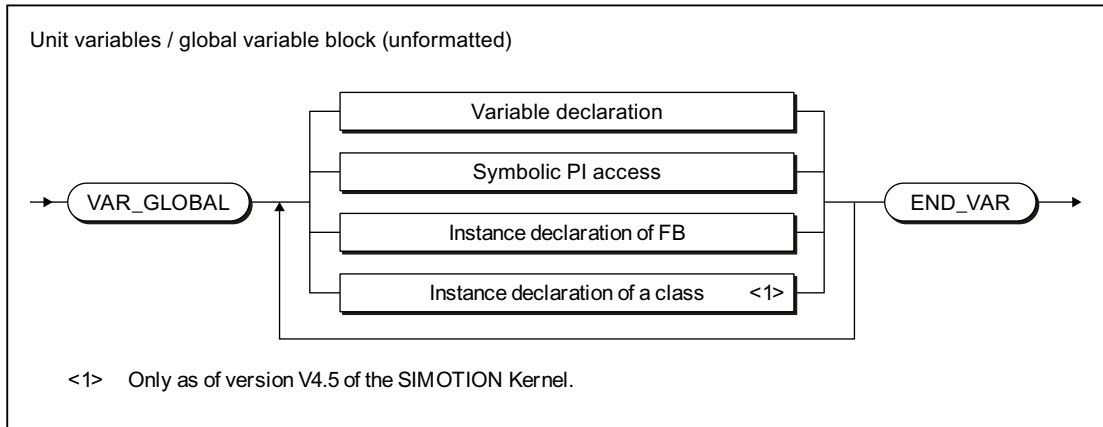 Unit variables / global variable block (unformatted)
Variable declaration
Symbolic PI access
VAR_GLOBAL
END_VAR
Instance declaration of FB
Instance declaration of a class <1>
<1> Only as of version V4.5 of the SIMOTION Kernel.